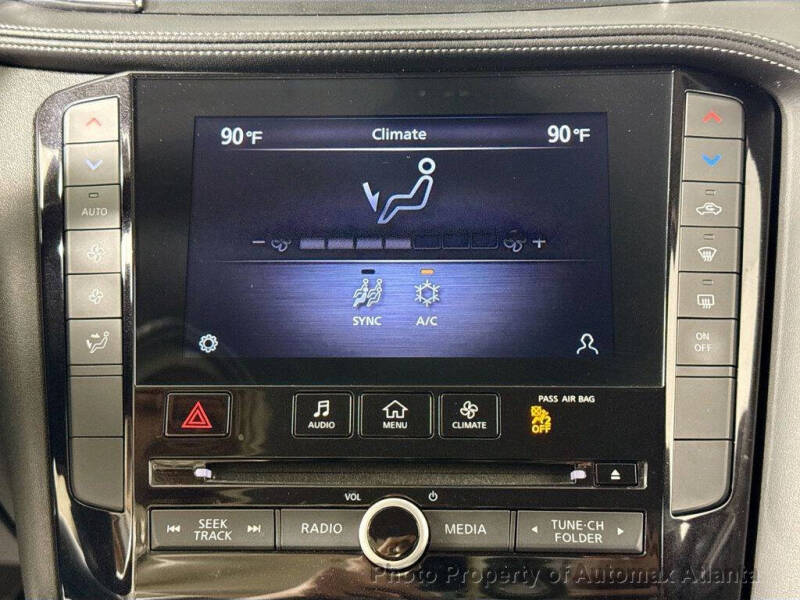 90°F Climate 90°F
AUTO
− +
SYNC A/C
ON
OFF
PASS AIR BAG
AUDIO MENU CLIMATE
2
OFF
VOL
SEEK
TRACK
RADIO MEDIA
TUNE·CH
FOLDER
Photo Property of Automax Atlanta